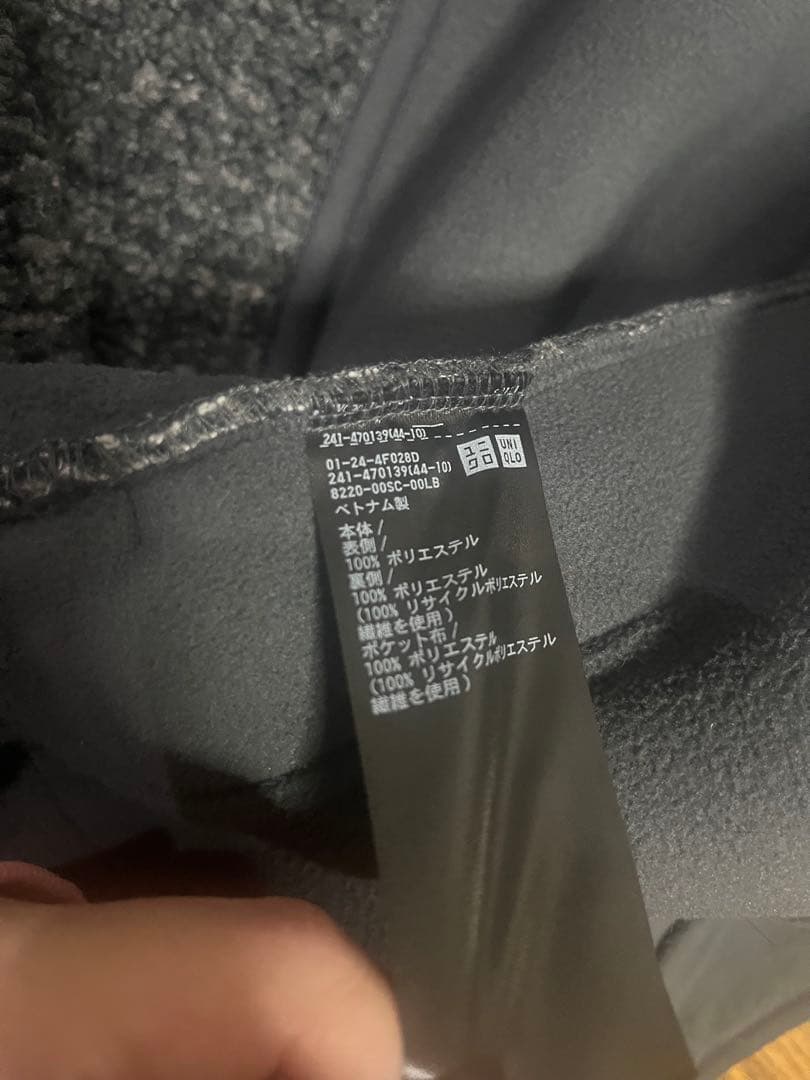 241-470139(44-10)
ユニ
クロ
UNI
QLO
01-24-4F028D
241-470139(44-10)
8220-00SC-00LB
ベトナム製
本体/
表側/
100% ポリエステル
裏側/
100% ポリエステル
(100% リサイクルポリエステル
繊維を使用)
ポケット布/
100% ポリエステル
(100% リサイクルポリエステル
繊維を使用)